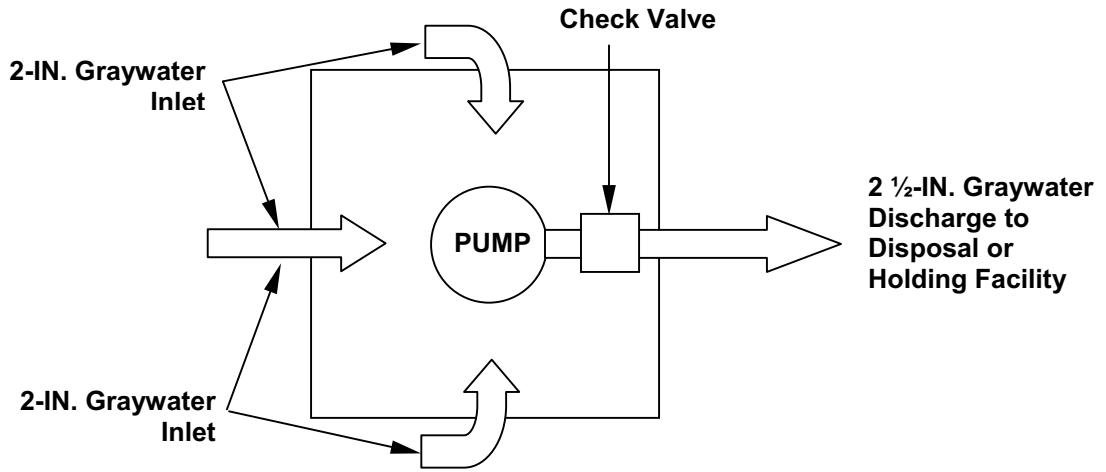 Check Valve
2-IN. Graywater
Inlet
PUMP
2 ½-IN. Graywater
Discharge to
Disposal or
Holding Facility
2-IN. Graywater
Inlet